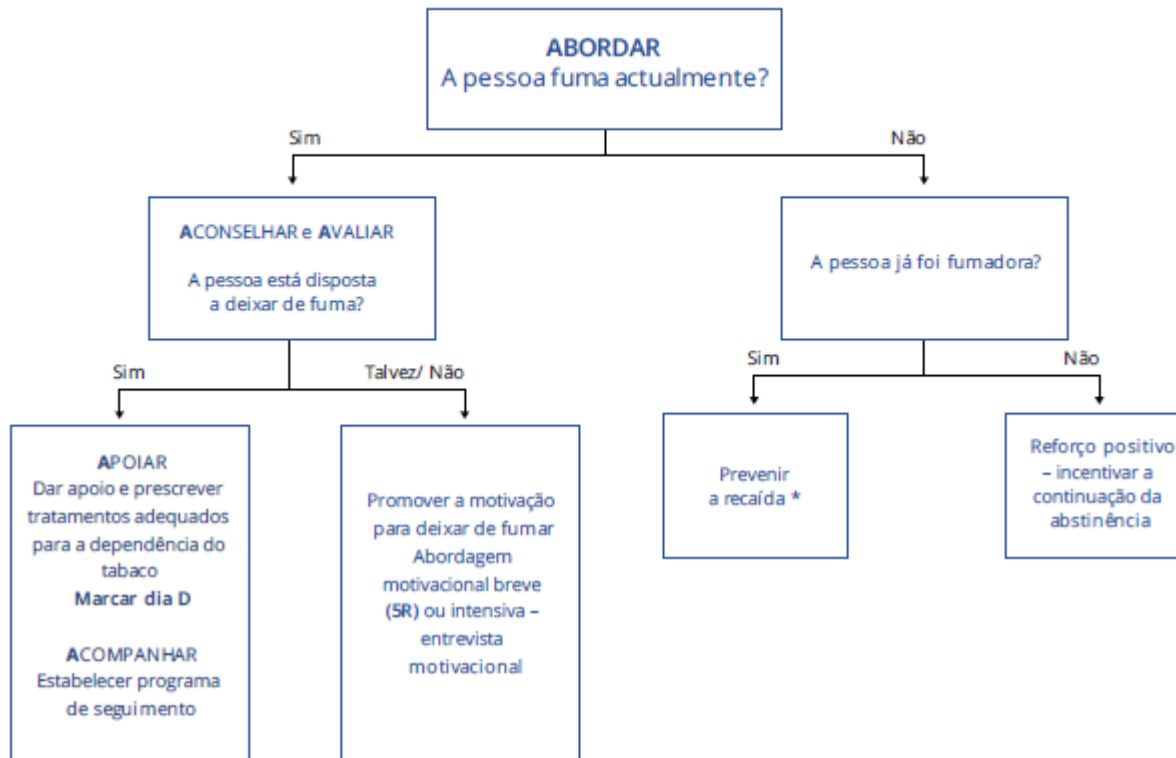 ABORDAR
A pessoa fuma actualmente?
Sim
Não
ACONSELHAR e AVALIAR
A pessoa está disposta
a deixar de fuma?
A pessoa já foi fumadora?
Sim
Talvez/ Não
Sim
Não
APOIAR
Dar apoio e prescrever
tratamentos adequados
para a dependência do
tabaco
Marcar dia D
ACOMPANHAR
Estabelecer programa
de seguimento
Promover a motivação
para deixar de fumar
Abordagem
motivacional breve
(5R) ou intensiva –
entrevista
motivacional
Prevenir
a recaída *
Reforço positivo
– incentivar a
continuação da
abstinência